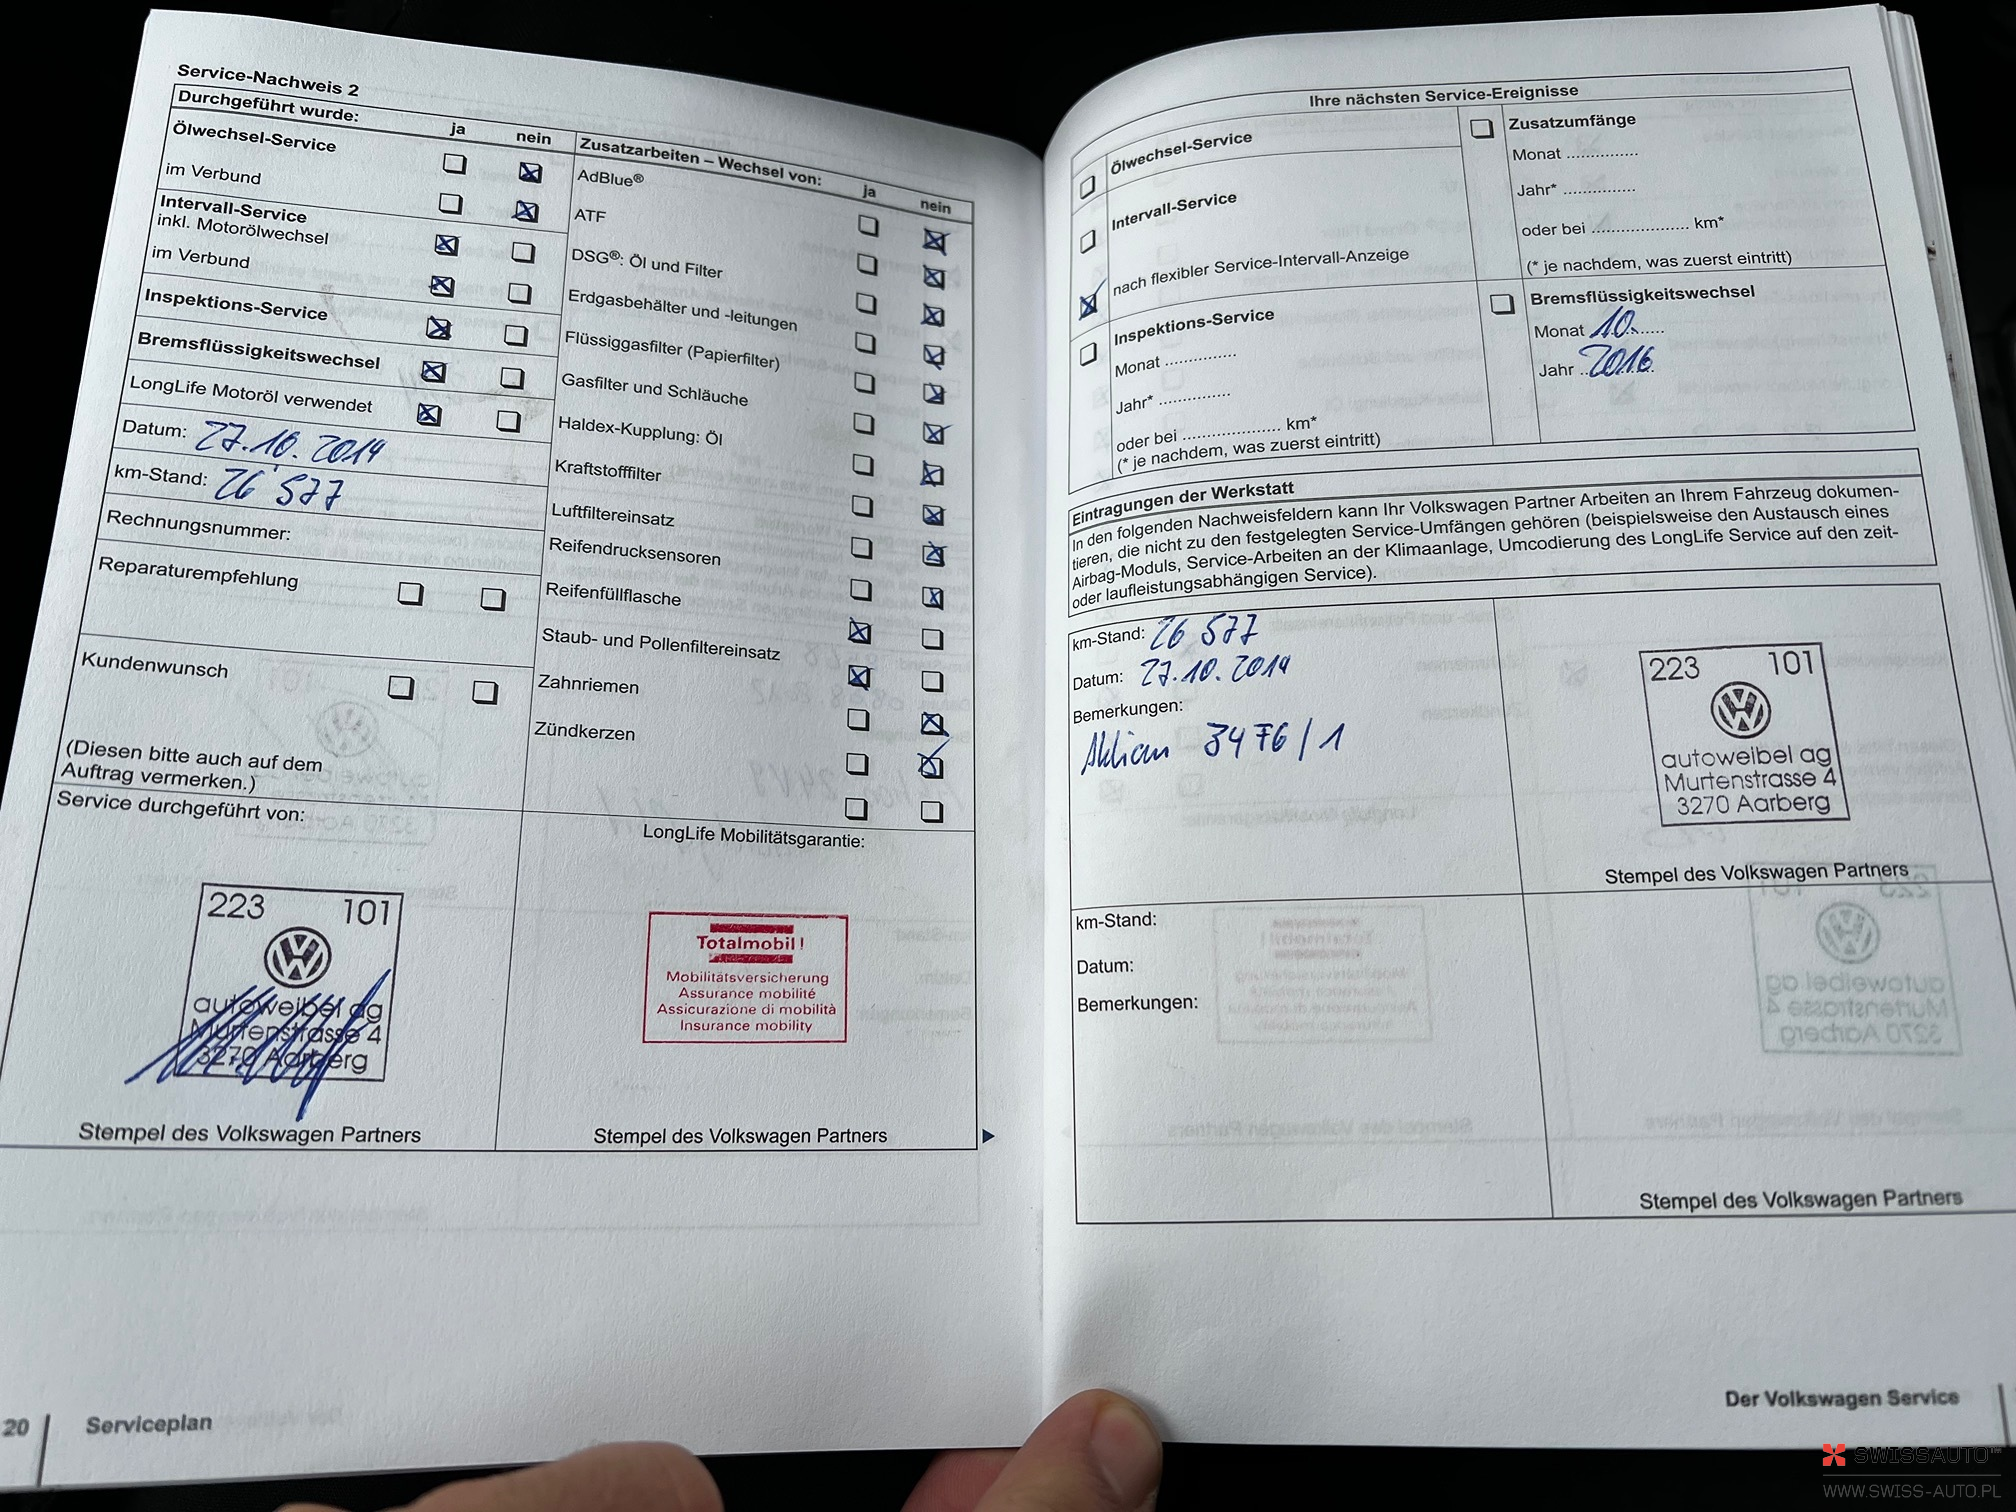 Service-Nachweis 2
Durchgeführt wurde:
ja
nein
Ölwechsel-Service
im Verbund
Intervall-Service
inkl. Motorölwechsel
im Verbund
Inspektions-Service
Bremsflüssigkeitswechsel
LongLife Motoröl verwendet
Datum: 27.10.2014
km-Stand: 26'577
Rechnungsnummer:
Reparaturempfehlung
Kundenwunsch
(Diesen bitte auch auf dem
Auftrag vermerken.)
Zusatzarbeiten – Wechsel von:
ja
nein
AdBlue®
ATF
DSG®: Öl und Filter
Erdgasbehälter und -leitungen
Flüssiggasfilter (Papierfilter)
Gasfilter und Schläuche
Haldex-Kupplung: Öl
Kraftstofffilter
Luftfiltereinsatz
Reifendrucksensoren
Reifenfüllflasche
Staub- und Pollenfiltereinsatz
Zahnriemen
Zündkerzen
Service durchgeführt von:
223 101
autoweibel ag
Murtenstrasse 4
3270 Aarberg
Stempel des Volkswagen Partners
LongLife Mobilitätsgarantie:
Totalmobil!
Mobilitätsversicherung
Assurance mobilité
Assicurazione di mobilità
Insurance mobility
Stempel des Volkswagen Partners
20
Serviceplan
Ihre nächsten Service-Ereignisse
Ölwechsel-Service
Intervall-Service
nach flexibler Service-Intervall-Anzeige
Inspektions-Service
Monat ...............
Jahr* ...............
oder bei .................... km*
(* je nachdem, was zuerst eintritt)
Zusatzumfänge
Monat ...............
Jahr* ...............
oder bei .................... km*
(* je nachdem, was zuerst eintritt)
Bremsflüssigkeitswechsel
Monat 10.
Jahr 2016
Eintragungen der Werkstatt
In den folgenden Nachweisfeldern kann Ihr Volkswagen Partner Arbeiten an Ihrem Fahrzeug dokumen-
tieren, die nicht zu den festgelegten Service-Umfängen gehören (beispielsweise den Austausch eines
Airbag-Moduls, Service-Arbeiten an der Klimaanlage, Umcodierung des LongLife Service auf den zeit-
oder laufleistungsabhängigen Service).
km-Stand: 26 577
Datum: 27.10.2014
Bemerkungen:
Aktion 34F6/1
223 101
autoweibel ag
Murtenstrasse 4
3270 Aarberg
Stempel des Volkswagen Partners
km-Stand:
Datum:
Bemerkungen:
Stempel des Volkswagen Partners
Der Volkswagen Service
SWISSAUTO™
WWW.SWISS-AUTO.PL